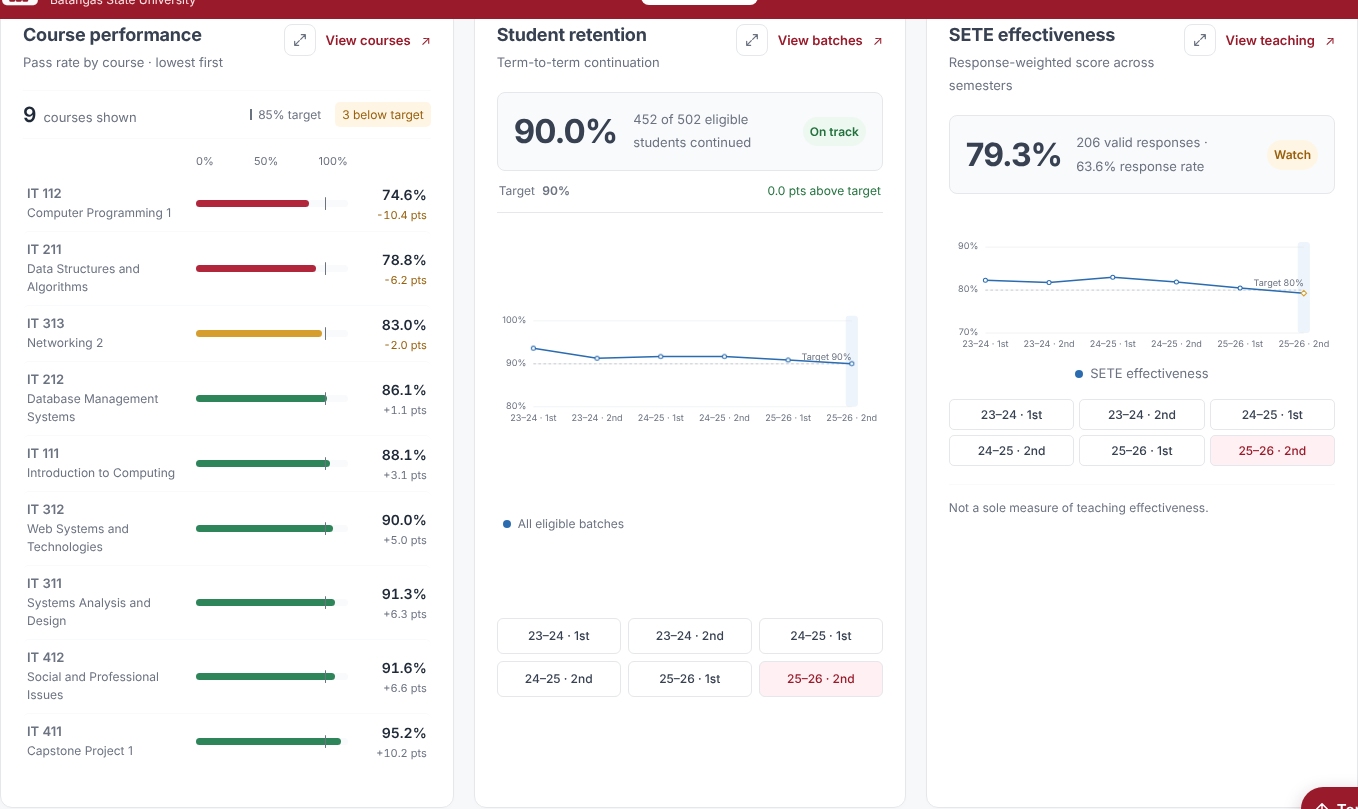 Batangas State University
Course performance
View courses
Pass rate by course · lowest first
9 courses shown
85% target
3 below target
0% 50% 100%
IT 112
Computer Programming 1
74.6%
-10.4 pts
IT 211
Data Structures and
Algorithms
78.8%
-6.2 pts
IT 313
Networking 2
83.0%
-2.0 pts
IT 212
Database Management
Systems
86.1%
+1.1 pts
IT 111
Introduction to Computing
88.1%
+3.1 pts
IT 312
Web Systems and
Technologies
90.0%
+5.0 pts
IT 311
Systems Analysis and
Design
91.3%
+6.3 pts
IT 412
Social and Professional
Issues
91.6%
+6.6 pts
IT 411
Capstone Project 1
95.2%
+10.2 pts
Student retention
View batches
Term-to-term continuation
90.0%
452 of 502 eligible
students continued
On track
Target 90%
0.0 pts above target
100%
90%
80%
Target 90%
23–24 · 1st 23–24 · 2nd 24–25 · 1st 24–25 · 2nd 25–26 · 1st 25–26 · 2nd
All eligible batches
23–24 · 1st 23–24 · 2nd 24–25 · 1st
24–25 · 2nd 25–26 · 1st 25–26 · 2nd
SETE effectiveness
View teaching
Response-weighted score across
semesters
79.3%
206 valid responses ·
63.6% response rate
Watch
90%
80%
70%
Target 80%
23–24 · 1st 23–24 · 2nd 24–25 · 1st 24–25 · 2nd 25–26 · 1st 25–26 · 2nd
SETE effectiveness
23–24 · 1st 23–24 · 2nd 24–25 · 1st
24–25 · 2nd 25–26 · 1st 25–26 · 2nd
Not a sole measure of teaching effectiveness.